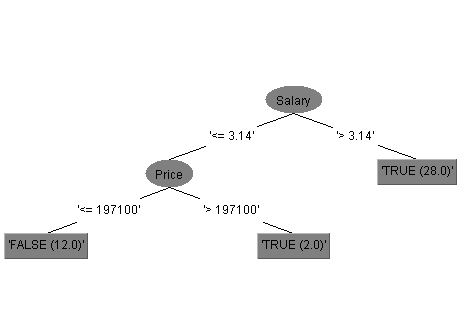 Salary
'<= 3.14'
'> 3.14'
Price
'TRUE (28.0)'
'<= 197100'
'> 197100'
'FALSE (12.0)'
'TRUE (2.0)'